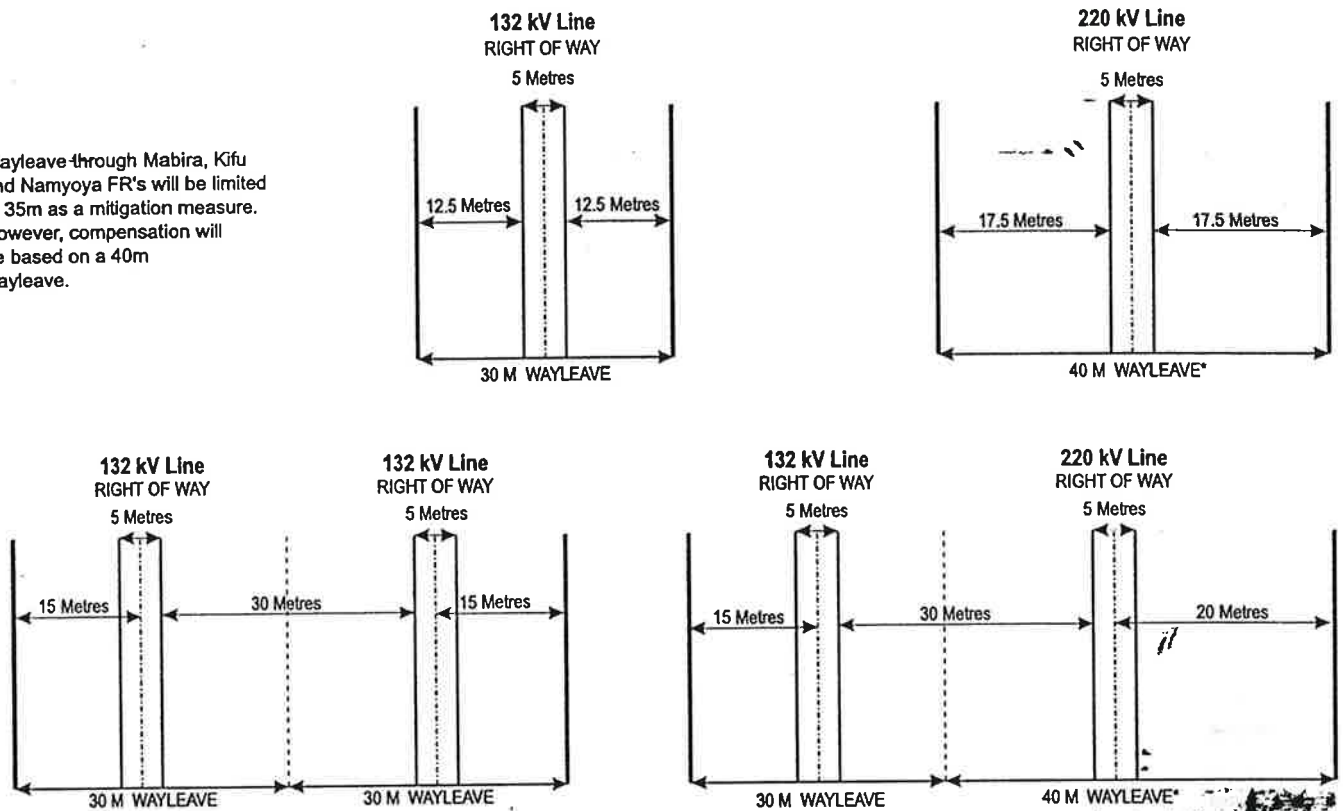 132 kV Line
RIGHT OF WAY
5 Metres
12.5 Metres
12.5 Metres
30 M WAYLEAVE
220 kV Line
RIGHT OF WAY
5 Metres
17.5 Metres
17.5 Metres
40 M WAYLEAVE*
ayleave through Mabira, Kifu
nd Namyoya FR's will be limited
35m as a mitigation measure.
owever, compensation will
e based on a 40m
ayleave.
132 kV Line
RIGHT OF WAY
5 Metres
132 kV Line
RIGHT OF WAY
5 Metres
15 Metres
30 Metres
15 Metres
30 M WAYLEAVE
30 M WAYLEAVE
132 kV Line
RIGHT OF WAY
5 Metres
220 kV Line
RIGHT OF WAY
5 Metres
15 Metres
30 Metres
20 Metres
30 M WAYLEAVE
40 M WAYLEAVE*